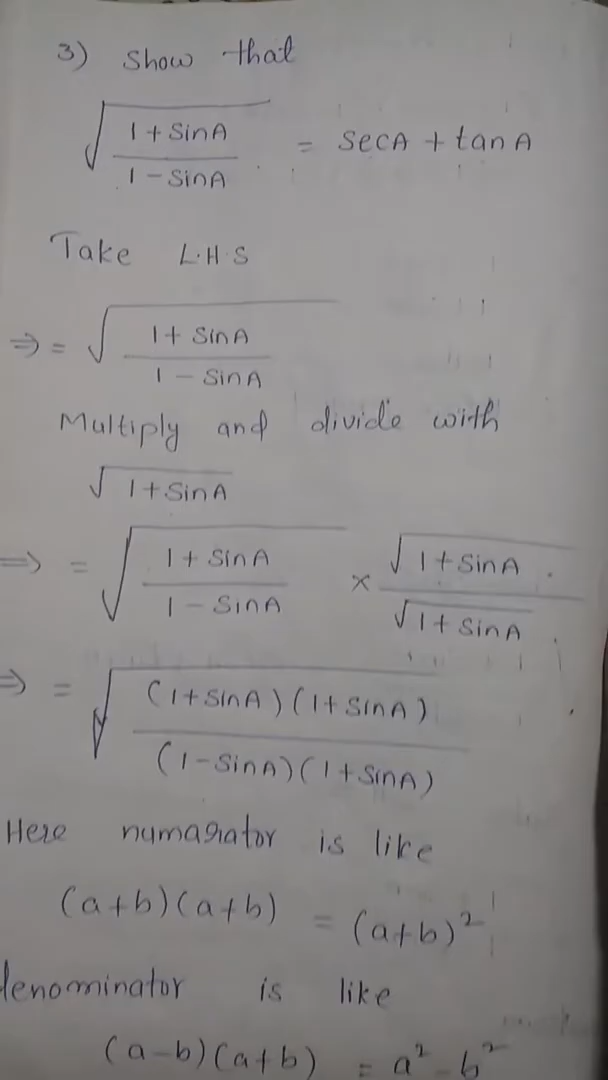 3) Show that
√(1+sinA / 1-sinA) = secA + tanA
Take L.H.S
⇒ = √(1+sinA / 1-sinA)
Multiply and divide with
√1+sinA
⇒ = √(1+sinA / 1-sinA) × √1+sinA / √1+sinA
⇒ = √((1+sinA)(1+sinA) / (1-sinA)(1+sinA))
Here numarator is like
(a+b)(a+b) = (a+b)²
denominator is like
(a-b)(a+b) = a²-b²